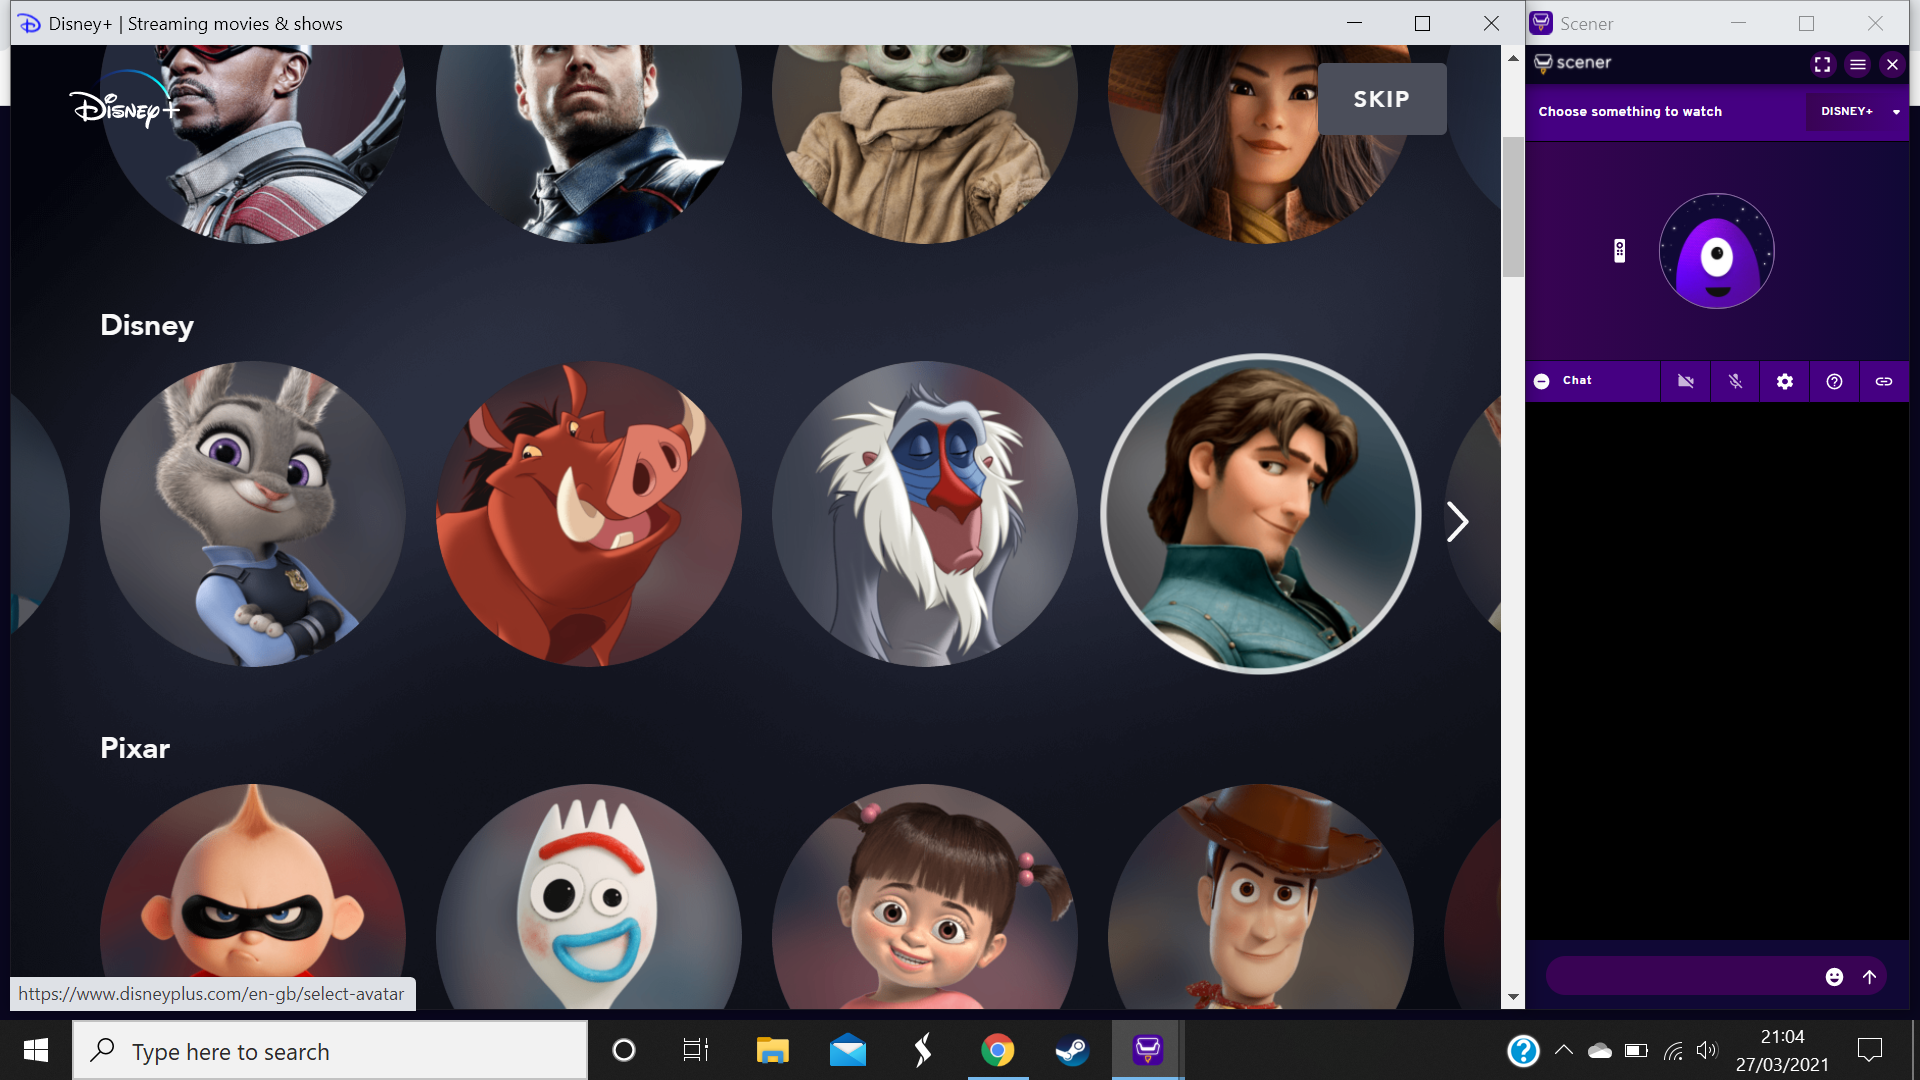 Disney+ | Streaming movies & shows
Scener
scener
Disney+
SKIP
Choose something to watch
DISNEY+
Disney
Chat
Pixar
https://www.disneyplus.com/en-gb/select-avatar
Type here to search
21:04
27/03/2021